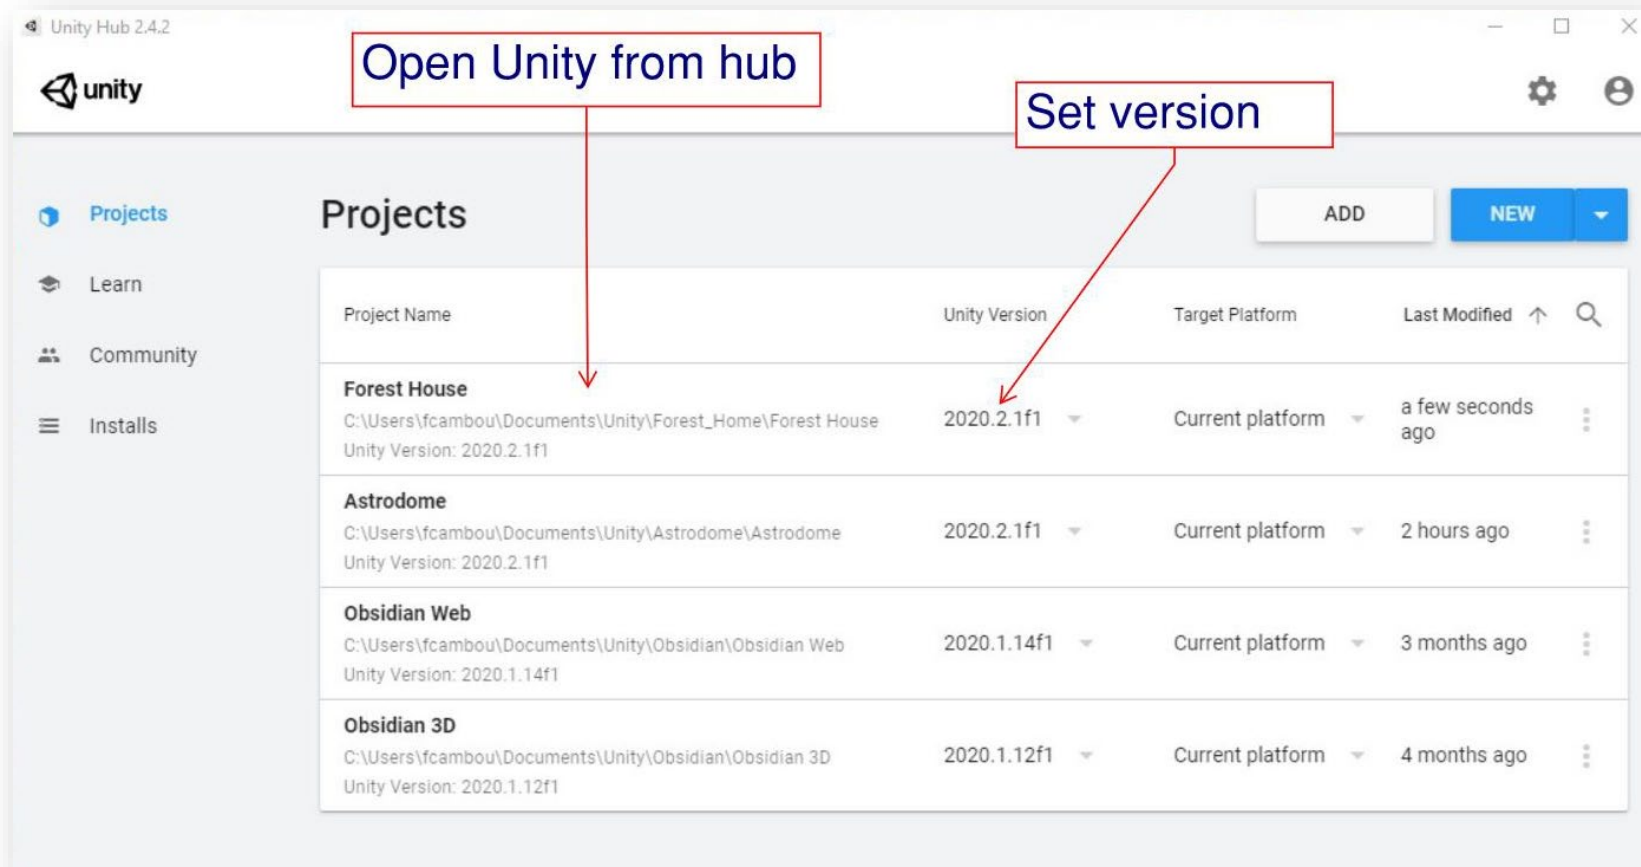 Unity Hub 2.4.2
Open Unity from hub
unity
Set version
Projects
Projects
ADD
NEW
Learn
Project Name
Unity Version
Target Platform
Last Modified
Community
Forest House
C:\Users\fcambou\Documents\Unity\Forest_Home\Forest House
Unity Version: 2020.2.1f1
2020.2.1f1
Current platform
a few seconds
ago
Installs
Astrodome
C:\Users\fcambou\Documents\Unity\Astrodome\Astrodome
Unity Version: 2020.2.1f1
2020.2.1f1
Current platform
2 hours ago
Obsidian Web
C:\Users\fcambou\Documents\Unity\Obsidian\Obsidian Web
Unity Version: 2020.1.14f1
2020.1.14f1
Current platform
3 months ago
Obsidian 3D
C:\Users\fcambou\Documents\Unity\Obsidian\Obsidian 3D
Unity Version: 2020.1.12f1
2020.1.12f1
Current platform
4 months ago